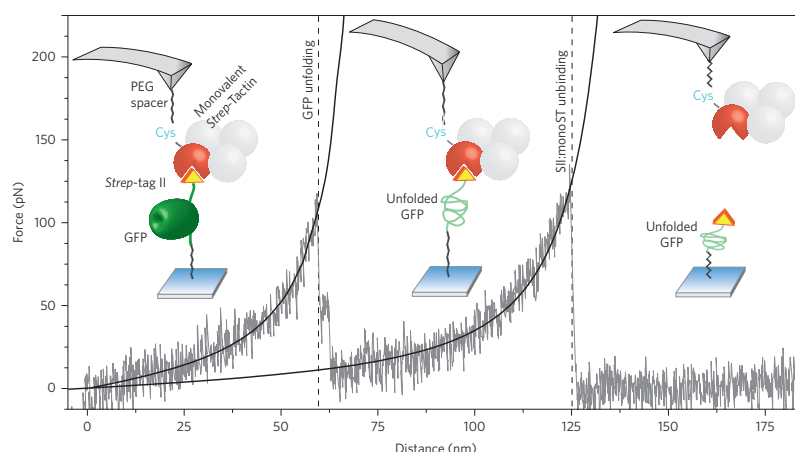 200
150
100
50
0
Force (pN)
0
25
50
75
100
125
150
175
Distance (nm)
PEG
spacer
Monovalent
Strep-Tactin
Cys
Strep-tag II
GFP
GFP unfolding
Cys
Unfolded
GFP
SII:monoST unbinding
Cys
Unfolded
GFP